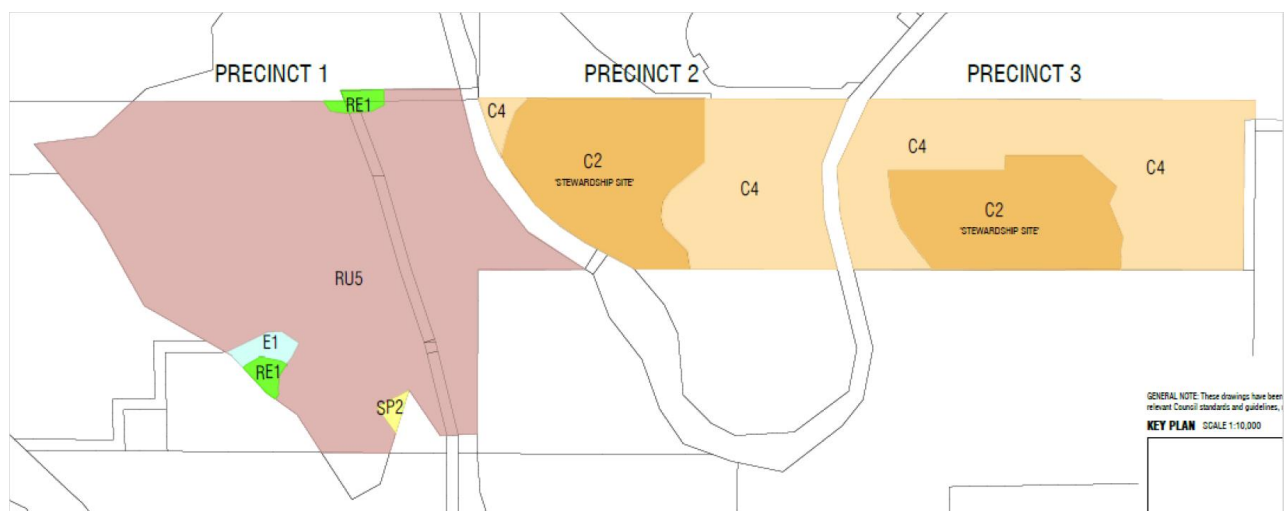 PRECINCT 1
PRECINCT 2
PRECINCT 3
RE1
C4
C2
'STEWARDSHIP SITE'
C4
C4
C4
C2
'STEWARDSHIP SITE'
RU5
E1
RE1
SP2
GENERAL NOTE: These drawings have been
relevant Council standards and guidelines,
KEY PLAN SCALE 1:10,000